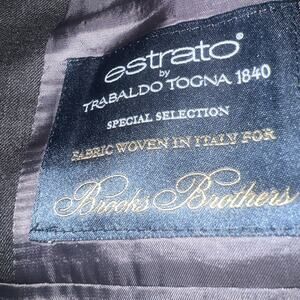 estrato®
by
TRABALDO TOGNA 1840
SPECIAL SELECTION
FABRIC WOVEN IN ITALY FOR
Brooks Brothers